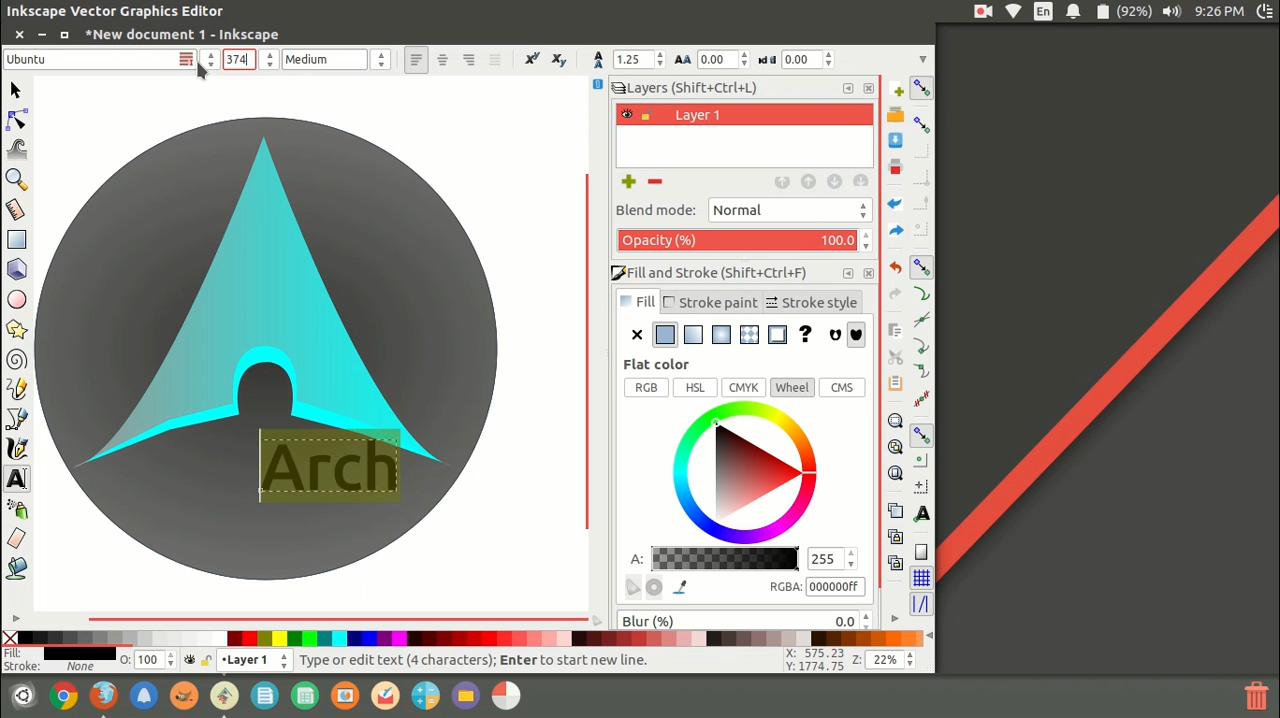 Inkscape Vector Graphics Editor
En
(92%)
9:26 PM
*New document 1 - Inkscape
Ubuntu
374
Medium
1.25
0.00
0.00
Layers (Shift+Ctrl+L)
Layer 1
Blend mode:
Normal
Opacity (%)
100.0
Fill and Stroke (Shift+Ctrl+F)
Fill
Stroke paint
Stroke style
Flat color
RGB
HSL
CMYK
Wheel
CMS
Arch
A:
255
RGBA:
000000ff
Blur (%)
0.0
Fill:
Stroke:
None
O:
100
•Layer 1
Type or edit text (4 characters); Enter to start new line.
X: 575.23
Y: 1774.75
Z:
22%